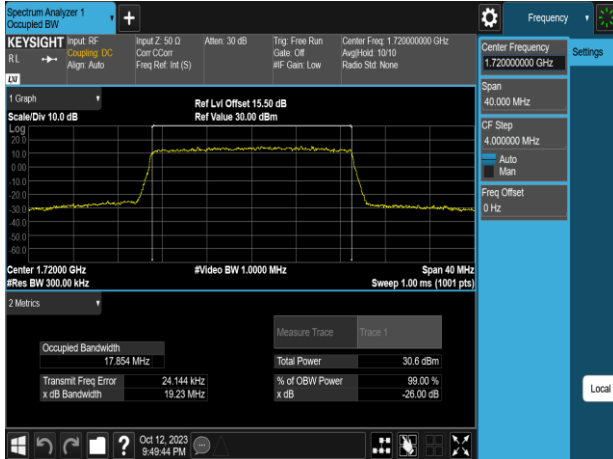 Spectrum Analyzer 1
Occupied BW
+
Frequency
KEYSIGHT
RL
LXI
Input: RF
Coupling: DC
Align: Auto
Input Z: 50 Ω
Corr CCorr
Freq Ref: Int (S)
Atten: 30 dB
Trig: Free Run
Gate: Off
#IF Gain: Low
Center Freq: 1.720000000 GHz
Avg|Hold: 10/10
Radio Std: None
Center Frequency
1.720000000 GHz
Settings
Span
40.000 MHz
CF Step
4.000000 MHz
Auto
Man
Freq Offset
0 Hz
Local
1 Graph
Scale/Div 10.0 dB
Ref Lvl Offset 15.50 dB
Ref Value 30.00 dBm
Log
20.0
10.0
0.00
-10.0
-20.0
-30.0
-40.0
-50.0
-60.0
Center 1.72000 GHz
#Video BW 1.0000 MHz
Span 40 MHz
#Res BW 300.00 kHz
Sweep 1.00 ms (1001 pts)
2 Metrics
Measure Trace
Trace 1
Occupied Bandwidth
17.854 MHz
Total Power
30.6 dBm
Transmit Freq Error
24.144 kHz
% of OBW Power
99.00 %
x dB Bandwidth
19.23 MHz
x dB
-26.00 dB
?
Oct 12, 2023
9:49:44 PM